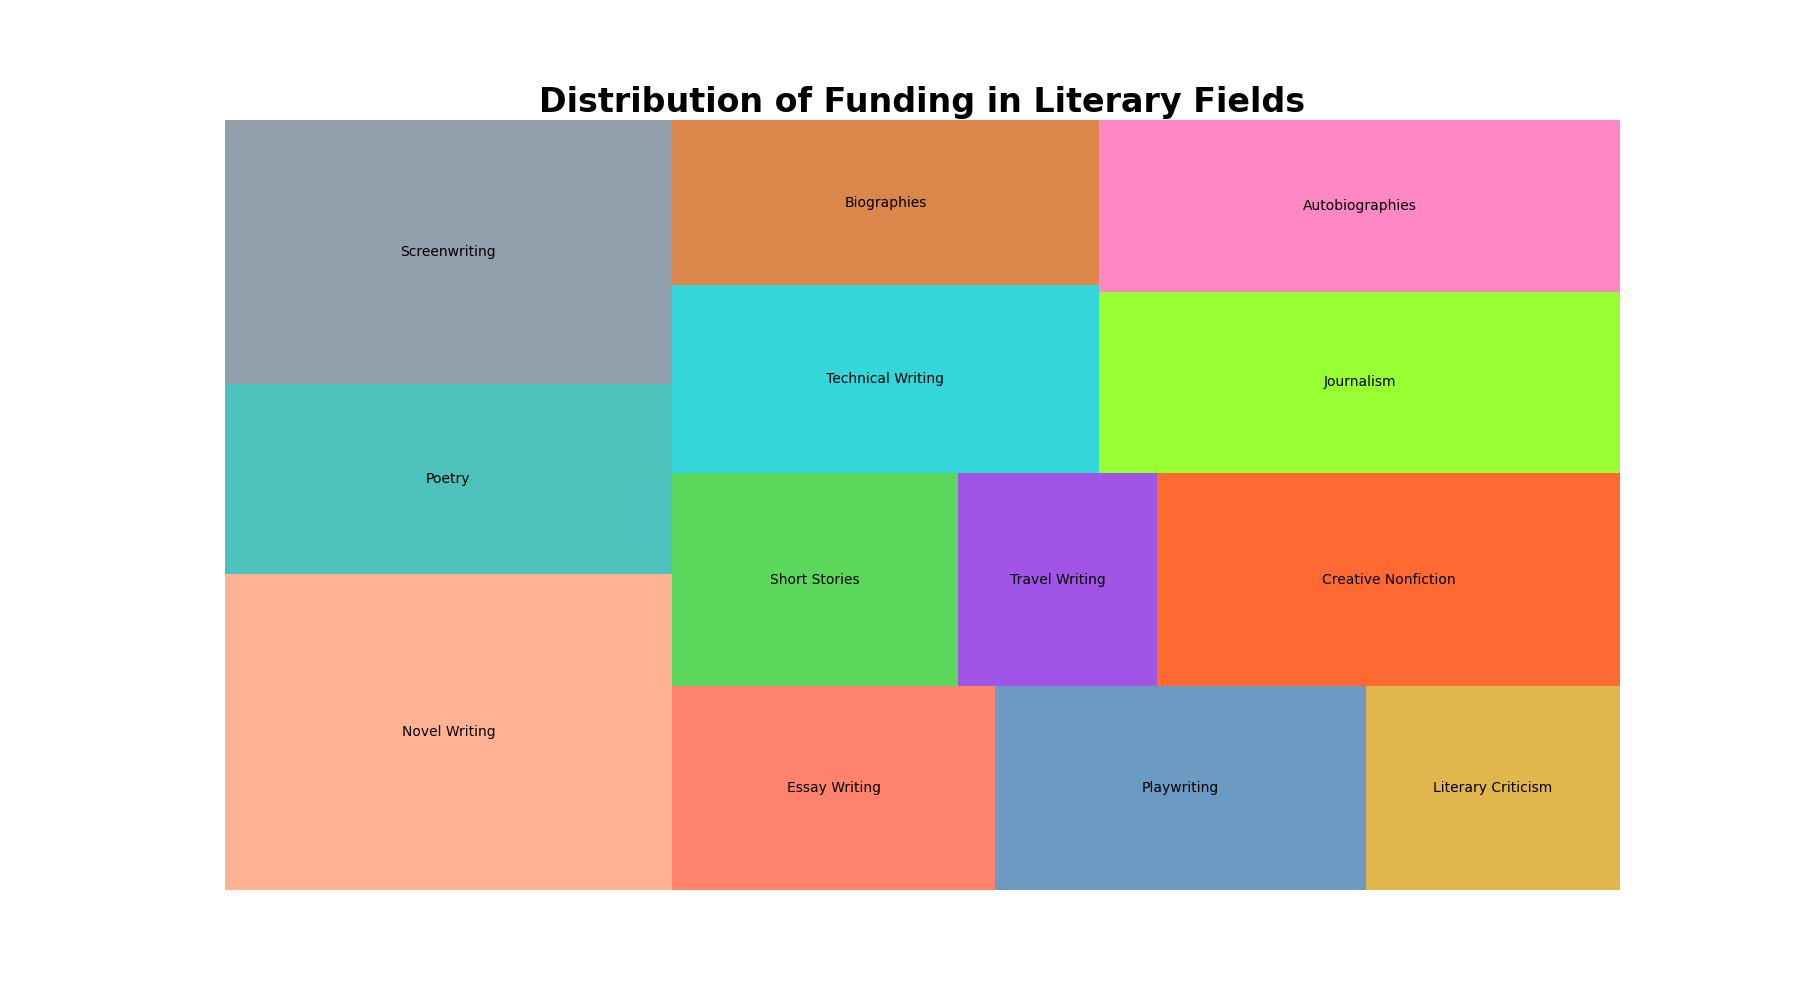 Distribution of Funding in Literary Fields
Screenwriting
Biographies
Autobiographies
Technical Writing
Journalism
Poetry
Short Stories
Travel Writing
Creative Nonfiction
Novel Writing
Essay Writing
Playwriting
Literary Criticism